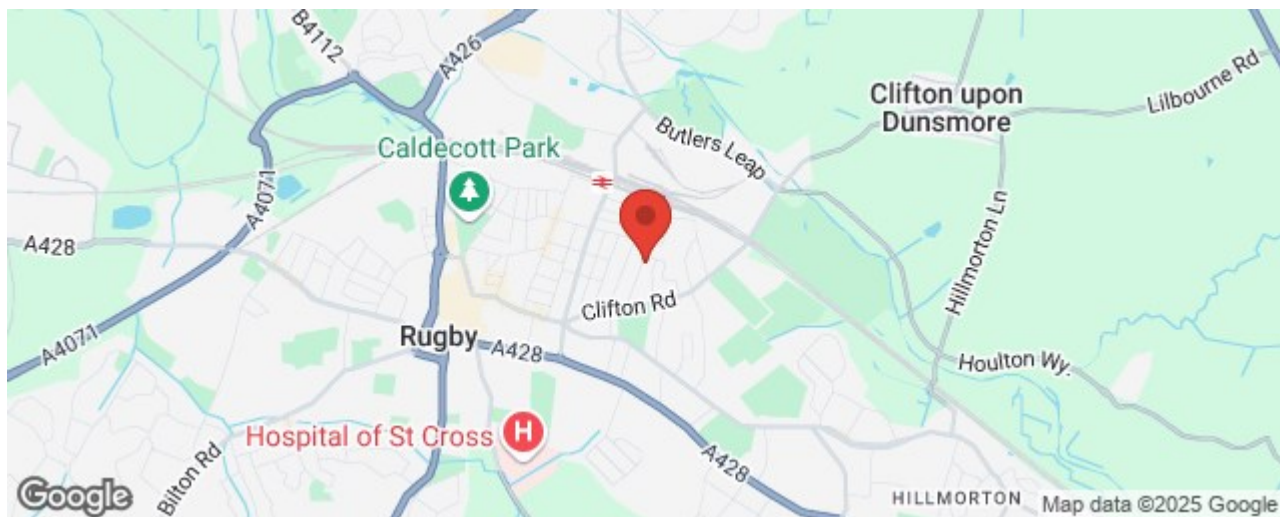 B4112
A426
Lilbourne Rd
Clifton upon
Dunsmore
Butlers Leap
Caldecott Park
A4071
Hillmorton Ln
A428
Clifton Rd
A4071
Rugby
A428
Houlton Wy.
Hospital of St Cross
H
Bilton Rd
A428
Google
HILLMORTON
Map data ©2025 Google